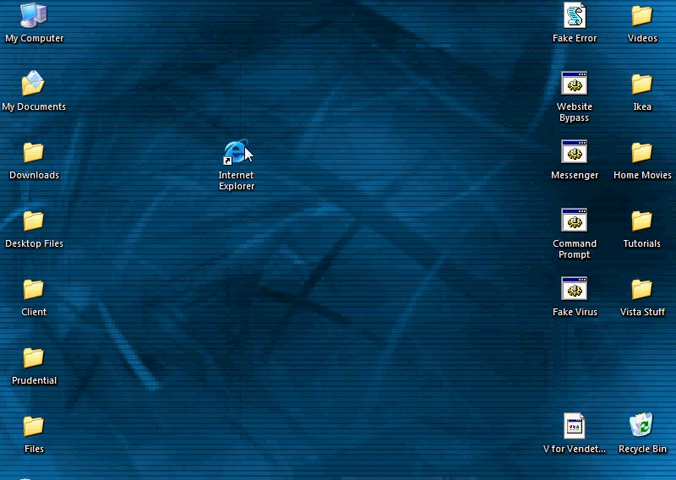 My Computer
Fake Error
Videos
My Documents
Website
Bypass
Ikea
Downloads
Internet
Explorer
Messenger
Home Movies
Desktop Files
Command
Prompt
Tutorials
Client
Fake Virus
Vista Stuff
Prudential
Files
V for Vendet...
Recycle Bin